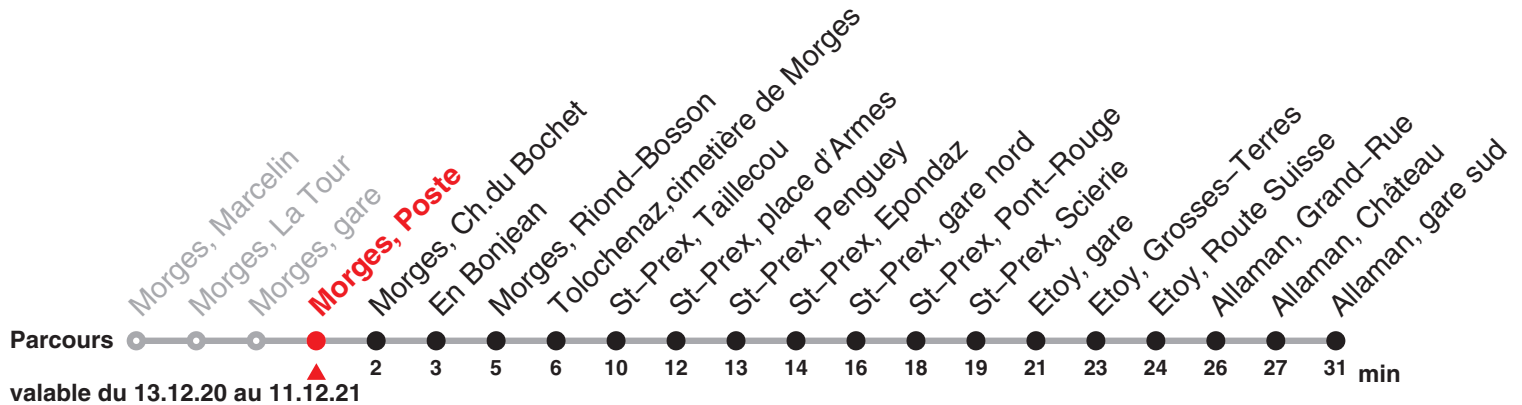 Morges, Marcelin
Morges, La Tour
Morges, gare
Morges, Poste
Morges, Ch.du Bochet
En Bonjean
Morges, Riond–Bosson
Tolochenaz,cimetière de Morges
St–Prex, Taillecou
St–Prex, place d'Armes
St–Prex, Penguey
St–Prex, Epondaz
St–Prex, gare nord
St–Prex, Pont–Rouge
St–Prex, Scierie
Etoy, gare
Etoy, Grosses–Terres
Etoy, Route Suisse
Allaman, Grand–Rue
Allaman, Château
Allaman, gare sud
Parcours
2 3 5 6 10 12 13 14 16 18 19 21 23 24 26 27 31 min
valable du 13.12.20 au 11.12.21